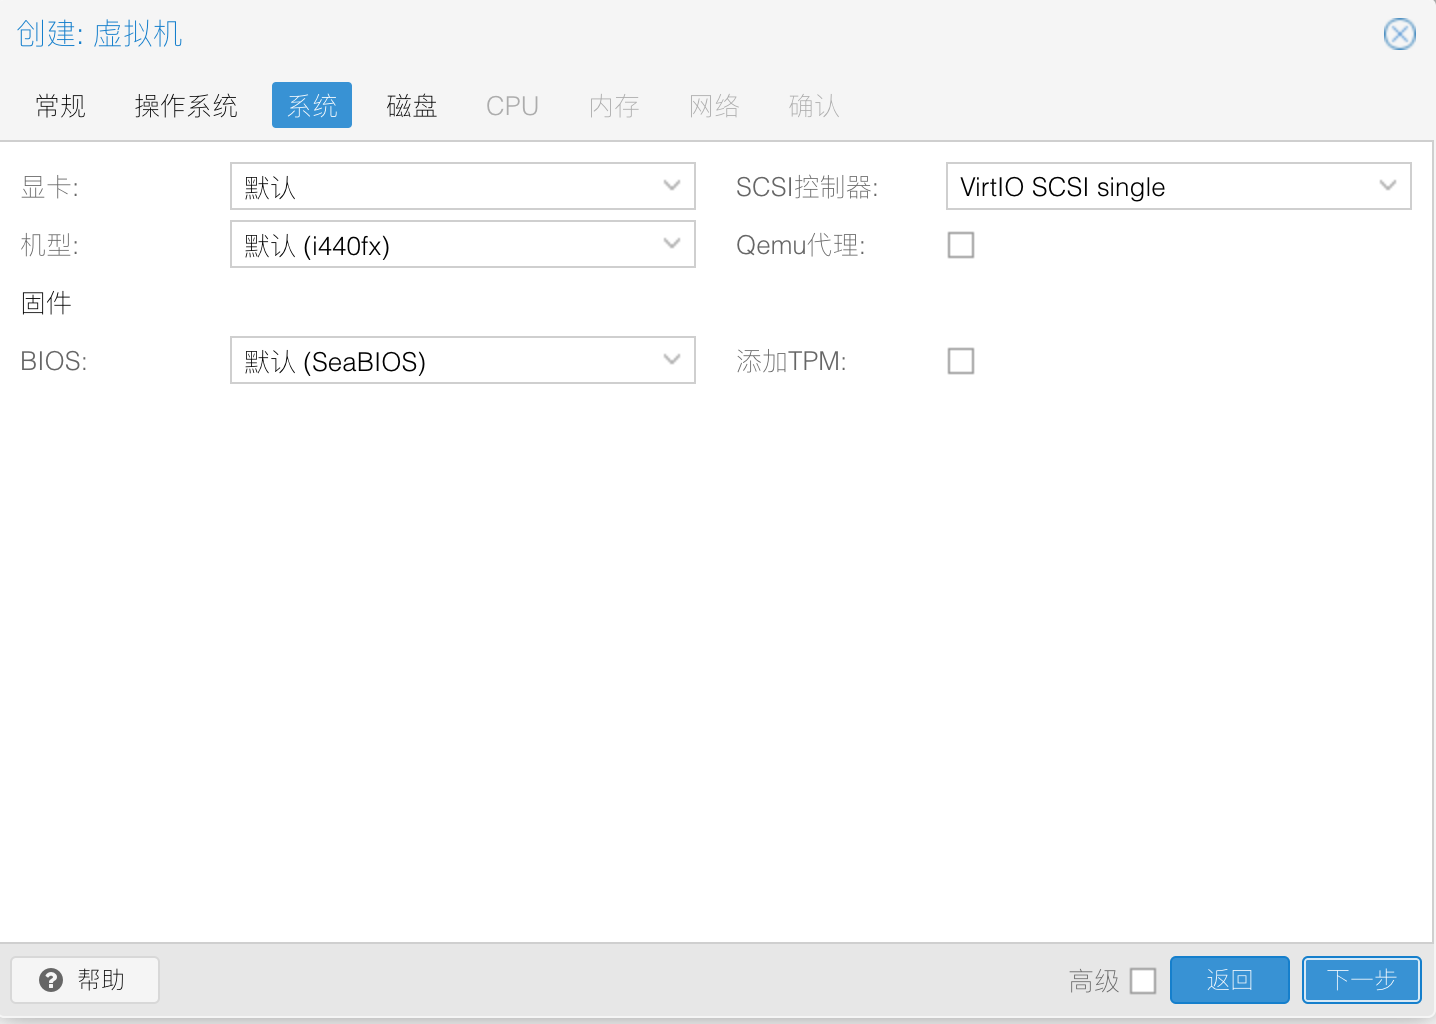 创建: 虚拟机
常规 操作系统 系统 磁盘 CPU 内存 网络 确认
显卡: 默认 SCSI控制器: VirtIO SCSI single
机型: 默认 (i440fx) Qemu代理:
固件
BIOS: 默认 (SeaBIOS) 添加TPM:
帮助 高级 返回 下一步